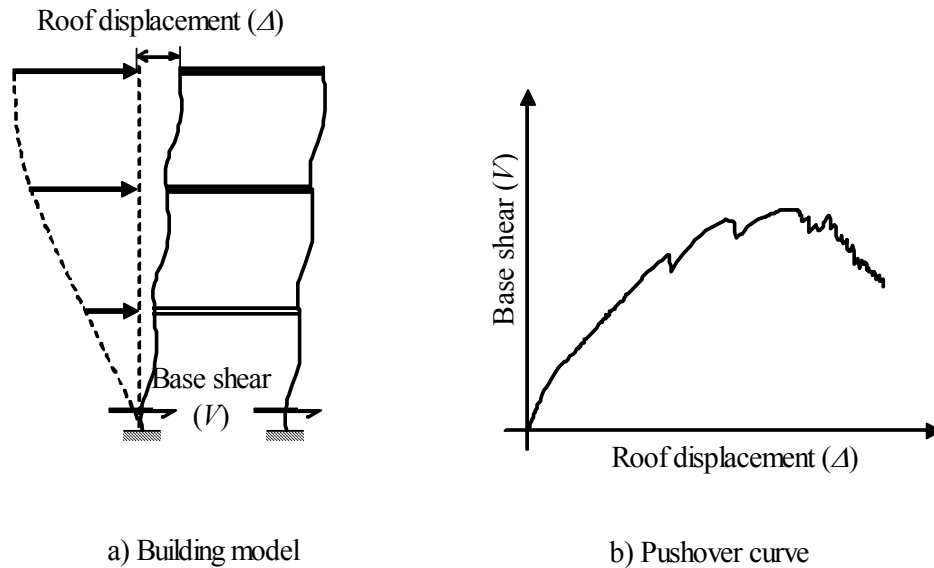 Roof displacement (Δ)
Base shear
(V)
a) Building model
Base shear (V)
Roof displacement (Δ)
b) Pushover curve